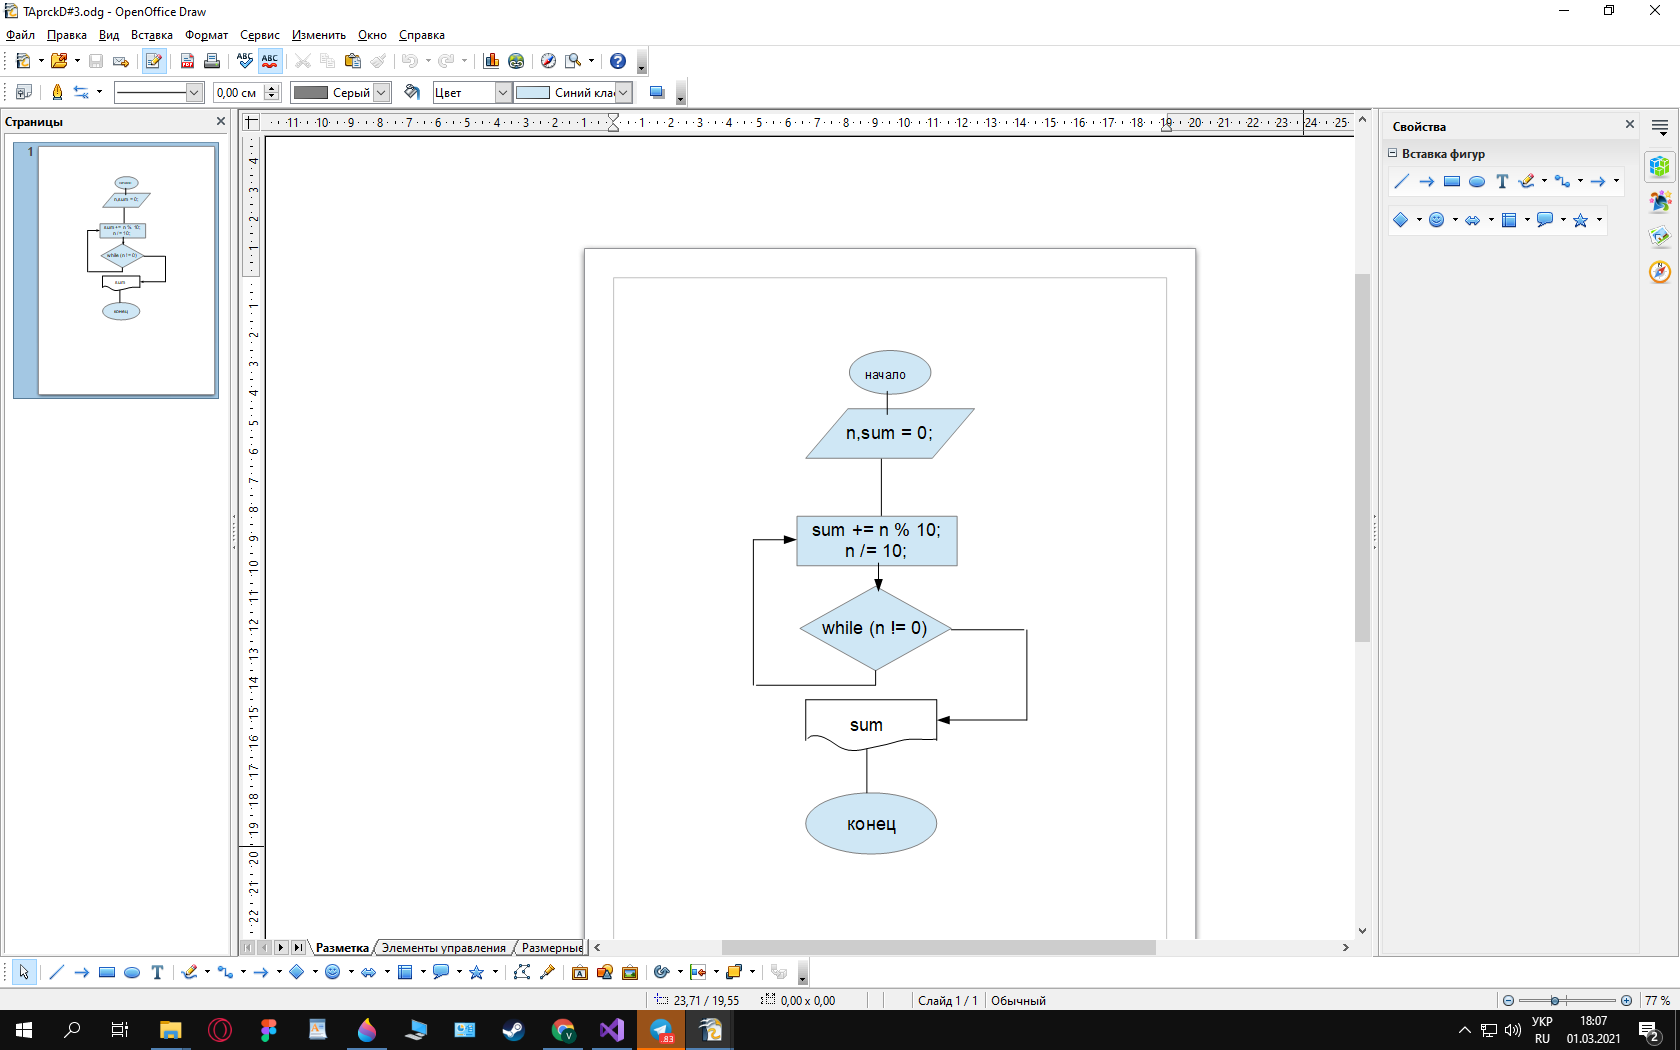 TAprckD#3.odg - OpenOffice Draw
Файл Правка Вид Вставка Формат Сервис Изменить Окно Справка
0,00 см Серый Цвет Синий клас
Страницы
Свойства
Вставка фигур
1
начало
n,sum = 0;
sum += n % 10;
n /= 10;
while (n != 0)
sum
конец
Разметка Элементы управления Размерные
23,71 / 19,55 0,00 x 0,00 Слайд 1 / 1 Обычный 77 %
УКР 18:07
RU 01.03.2021